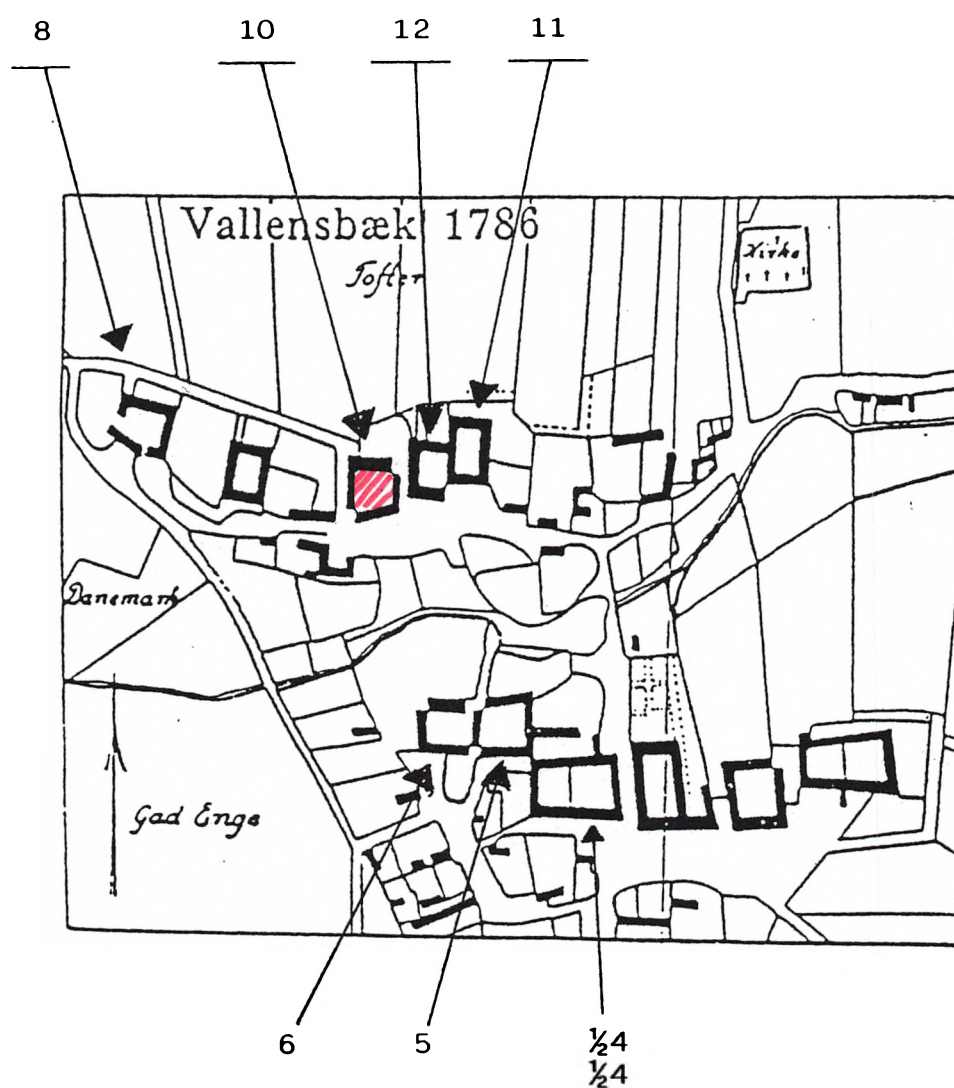 8 10 12 11
Vallensbæk 1786
Kirke
Tofter
Danemark
Gad Enge
6 5 ½4
½4